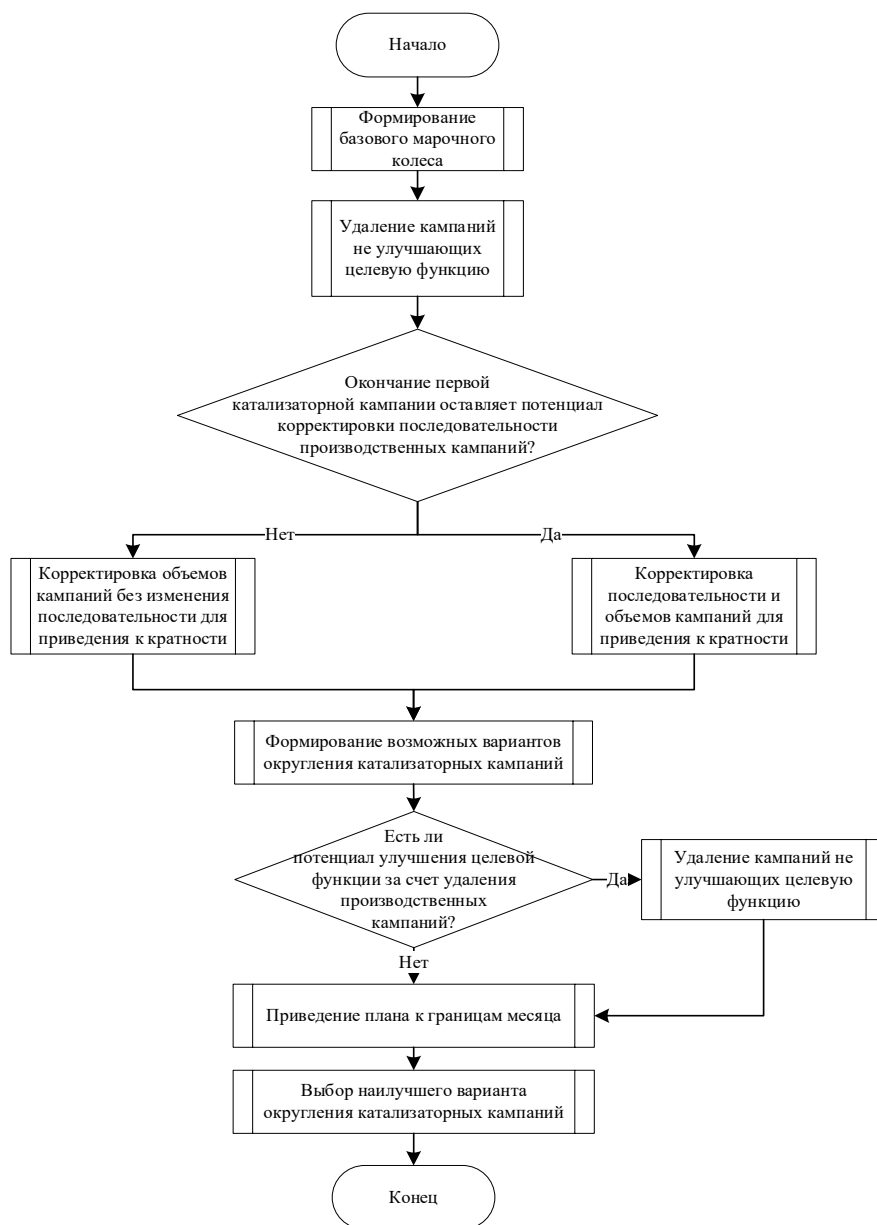 Начало
Формирование
базового марочного
колеса
Удаление кампаний
не улучшающих
целевую функцию
Окончание первой
катализаторной кампании оставляет потенциал
корректировки последовательности
производственных кампаний?
Нет
Да
Корректировка объемов
кампаний без изменения
последовательности для
приведения к кратности
Корректировка
последовательности и
объемов кампаний для
приведения к кратности
Формирование возможных вариантов
округления катализаторных кампаний
Есть ли
потенциал улучшения целевой
функции за счет удаления
производственных
кампаний?
Да
Удаление кампаний не
улучшающих целевую
функцию
Нет
Приведение плана к границам месяца
Выбор наилучшего варианта
округления катализаторных кампаний
Конец